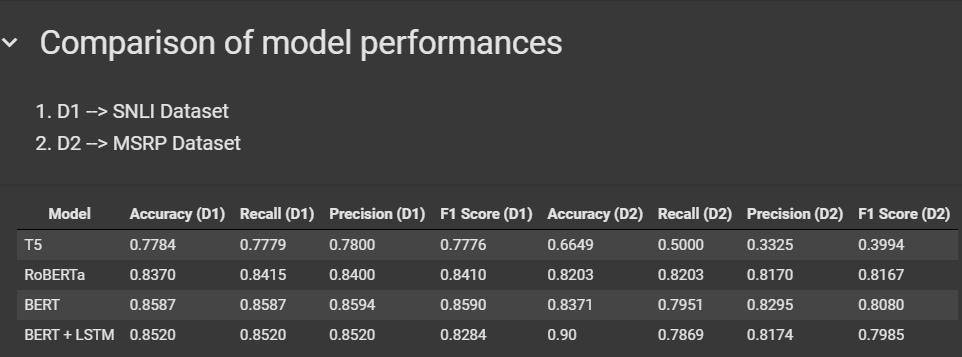 Comparison of model performances
1. D1 --> SNLI Dataset
2. D2 --> MSRP Dataset
Model Accuracy (D1) Recall (D1) Precision (D1) F1 Score (D1) Accuracy (D2) Recall (D2) Precision (D2) F1 Score (D2)
T5 0.7784 0.7779 0.7800 0.7776 0.6649 0.5000 0.3325 0.3994
RoBERTa 0.8370 0.8415 0.8400 0.8410 0.8203 0.8203 0.8170 0.8167
BERT 0.8587 0.8587 0.8594 0.8590 0.8371 0.7951 0.8295 0.8080
BERT + LSTM 0.8520 0.8520 0.8520 0.8284 0.90 0.7869 0.8174 0.7985